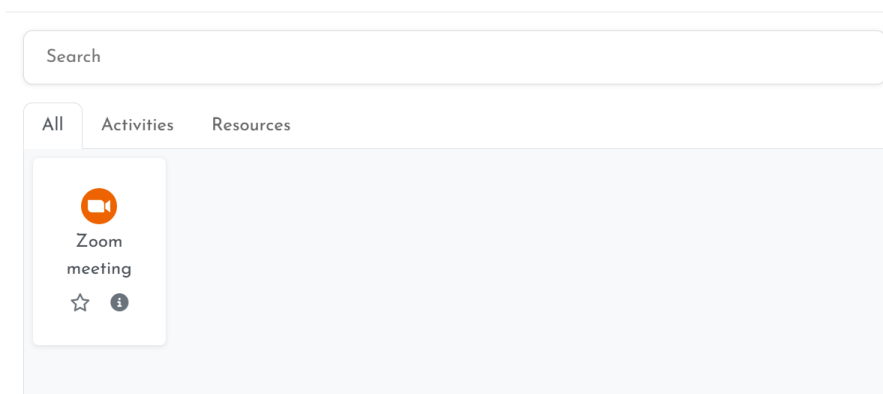 Search
All
Activities
Resources
Zoom
meeting